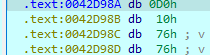 .text:0042D98A db 0D0h
.text:0042D98B db 10h
.text:0042D98C db 76h ; v
.text:0042D98D db 76h ; v